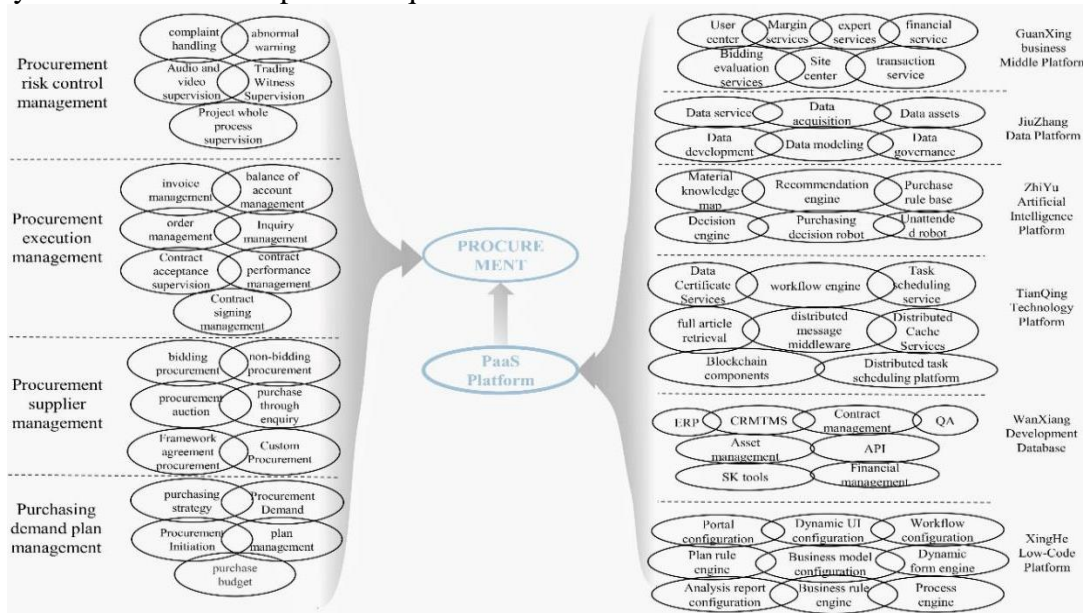 Procurement
risk control
management
complaint
handling
abnormal
warning
Audio and
video
supervision
Trading
Witness
Supervision
Project whole
process
supervision
Procurement
execution
management
invoice
management
balance of
account
management
order
management
Inquiry
management
Contract
acceptance
supervision
contract
performance
management
Contract
signing
management
Procurement
supplier
management
bidding
procurement
non-bidding
procurement
procurement
auction
purchase
through
enquiry
Framework
agreement
procurement
Custom
Procurement
Purchasing
demand plan
management
purchasing
strategy
Procurement
Demand
Procurement
Initiation
plan
management
purchase
budget
PROCURE
MENT
PaaS
Platform
User
center
Margin
services
expert
services
financial
service
Bidding
evaluation
services
Site
center
transaction
service
GuanXing
business
Middle Platform
Data service
Data
acquisition
Data assets
Data
development
Data modeling
Data
governance
JiuZhang
Data Platform
Material
knowledge
map
Recommendation
engine
Purchase
rule base
Decision
engine
Purchasing
decision robot
Unattende
d robot
ZhiYu
Artificial
Intelligence
Platform
Data
Certificate
Services
workflow engine
Task
scheduling
service
full article
retrieval
distributed
message
middleware
Distributed
Cache
Services
Blockchain
components
Distributed task
scheduling platform
TianQing
Technology
Platform
ERP
CRMTMS
Contract
management
QA
Asset
management
API
SK tools
Financial
management
WanXiang
Development
Database
Portal
configuration
Dynamic UI
configuration
Workflow
configuration
Plan rule
engine
Business model
configuration
Dynamic
form engine
Analysis report
configuration
Business rule
engine
Process
engine
XingHe
Low-Code
Platform